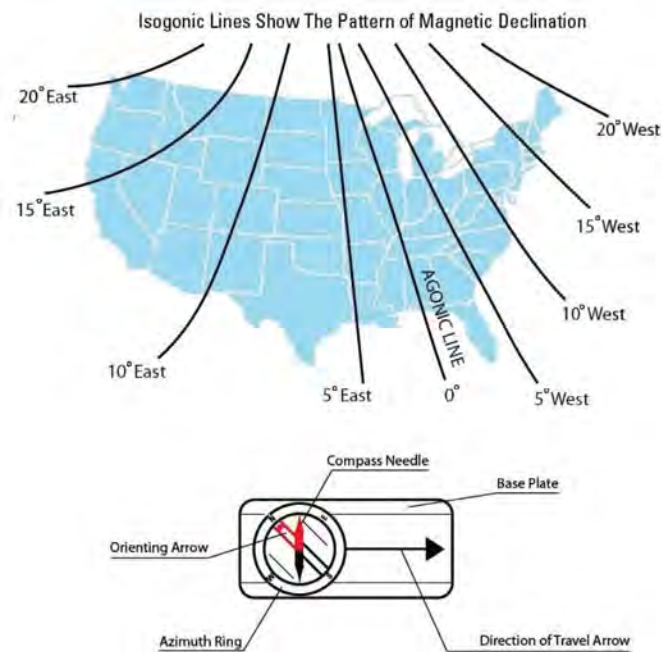 Isogonic Lines Show The Pattern of Magnetic Declination
20° East
20° West
15° East
15° West
10° West
AGONIC LINE
10° East
5° East
0°
5° West
Compass Needle
Base Plate
N
E
Orienting Arrow
W
S
Azimuth Ring
Direction of Travel Arrow